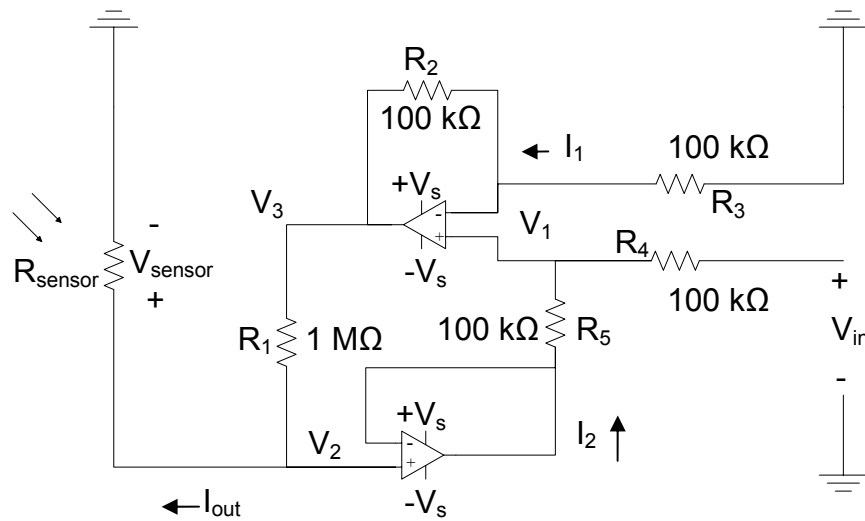 R₂
100 kΩ
I₁
100 kΩ
+Vₛ
R₃
V₃
-
+
V₁
R₄
-
Rsensor
Vsensor
+
-Vₛ
+
100 kΩ
R₁
1 MΩ
100 kΩ
R₅
Vin
+Vₛ
-
V₂
-
+
I₂
-Vₛ
Iout